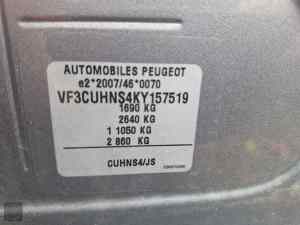 AUTOMOBILES PEUGEOT
e2*2007/46*0070
VF3CUHNS4KY157519
1690 KG
2640 KG
1 1050 KG
2 860 KG
CUHNS4/JS